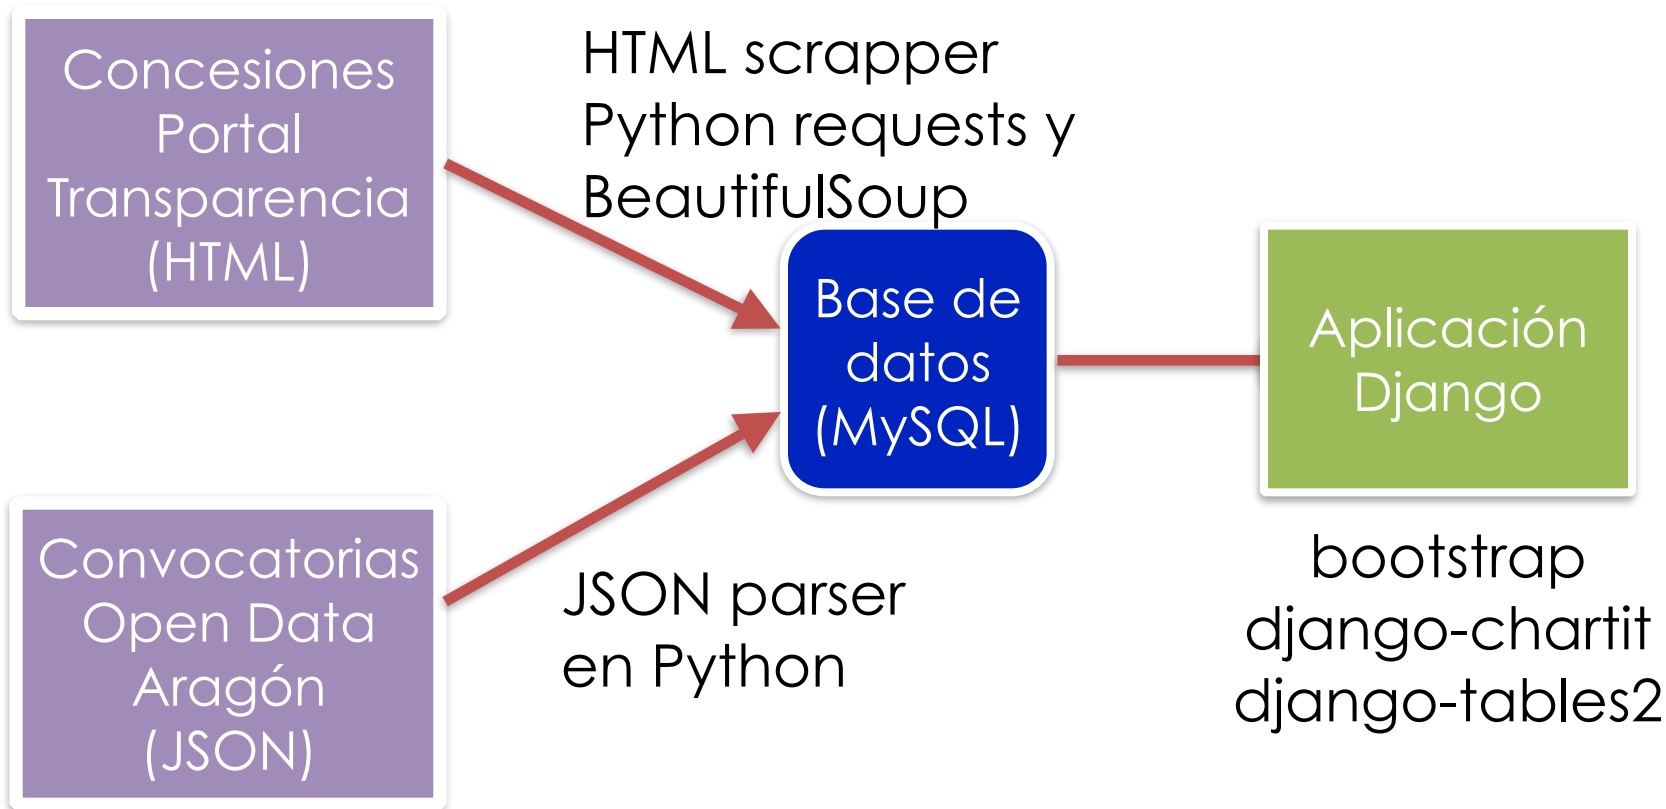 Concesiones
Portal
Transparencia
(HTML)
HTML scrapper
Python requests y
BeautifulSoup
Base de
datos
(MySQL)
Aplicación
Django
Convocatorias
Open Data
Aragón
(JSON)
JSON parser
en Python
bootstrap
django-chartit
django-tables2